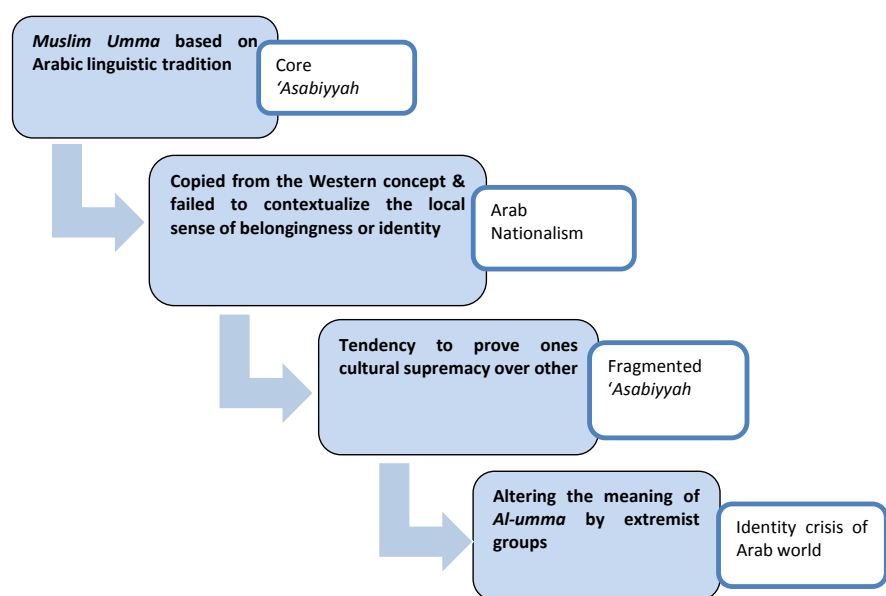 Muslim Umma based on
Arabic linguistic tradition
Core
‘Asabiyyah
Copied from the Western concept &
failed to contextualize the local
sense of belongingness or identity
Arab
Nationalism
Tendency to prove ones
cultural supremacy over other
Fragmented
‘Asabiyyah
Altering the meaning of
Al-umma by extremist
groups
Identity crisis of
Arab world